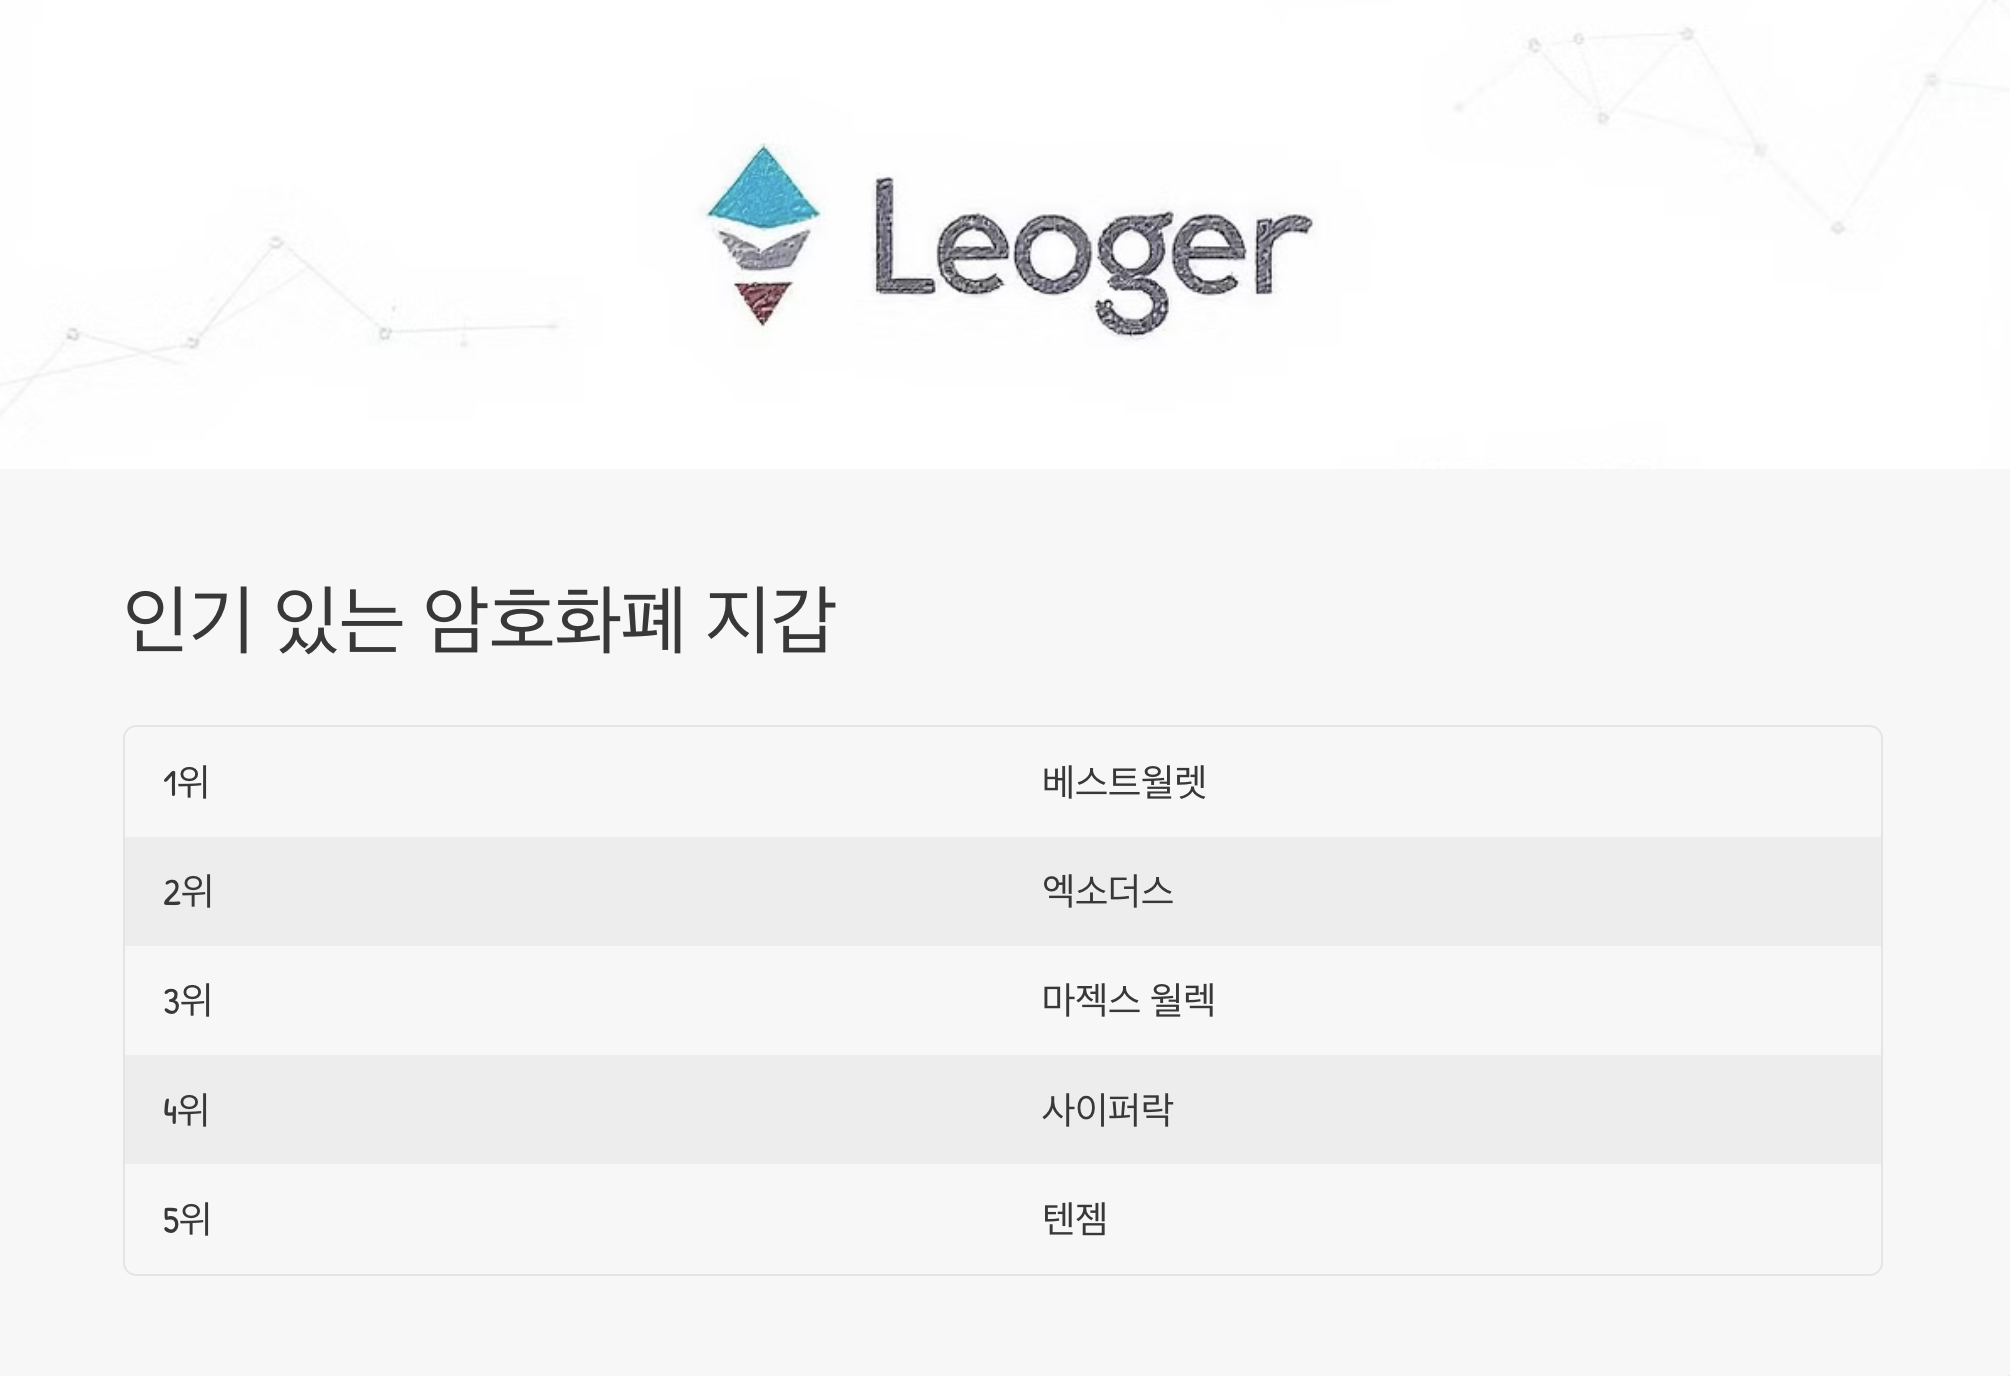 Leoger
인기 있는 암호화폐 지갑
1위 베스트월렛
2위 엑소더스
3위 마젝스 월렉
4위 사이퍼락
5위 텐젬